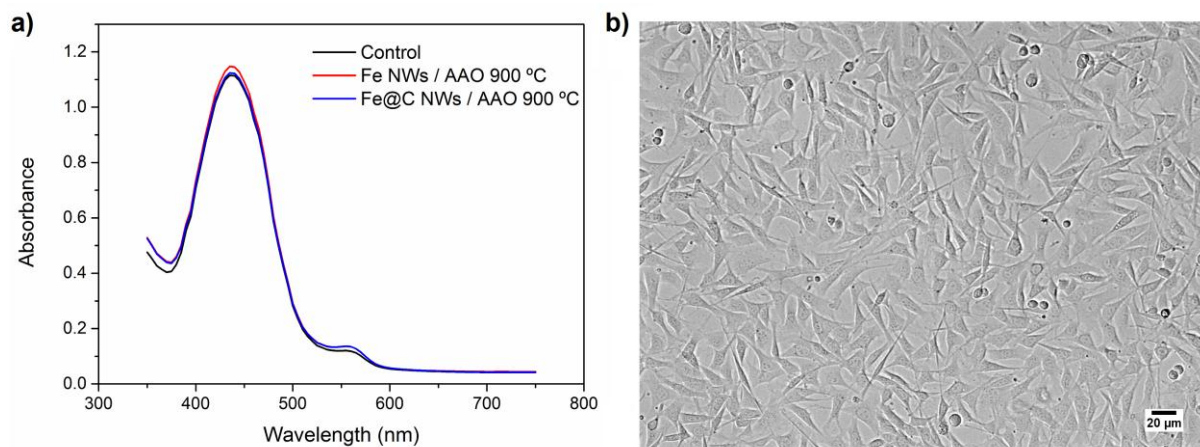 a)
1.2
1.0
0.8
0.6
0.4
0.2
0.0
Absorbance
300
400
500
600
700
800
Wavelength (nm)
Control
Fe NWs / AAO 900 ºC
Fe@C NWs / AAO 900 ºC
b)
20 µm